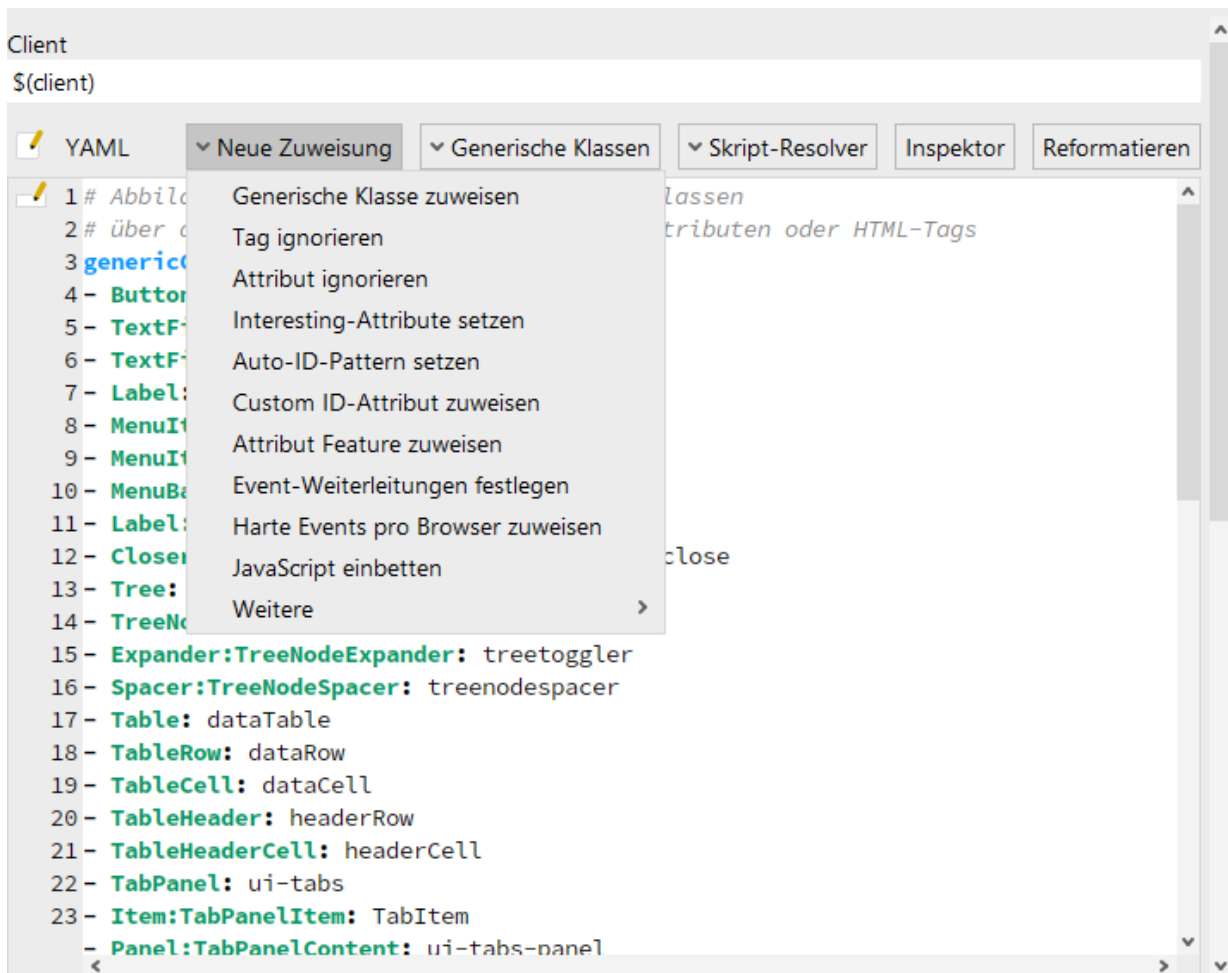 Client
$(client)
YAML
Neue Zuweisung
Generische Klassen
Skript-Resolver
Inspektor
Reformatieren
Generische Klasse zuweisen
Tag ignorieren
Attribut ignorieren
Interesting-Attribute setzen
Auto-ID-Pattern setzen
Custom ID-Attribut zuweisen
Attribut Feature zuweisen
Event-Weiterleitungen festlegen
Harte Events pro Browser zuweisen
JavaScript einbetten
Weitere
1 # Abbild lassen
2 # über tributen oder HTML-Tags
3 generic
4 - Button
5 - TextF
6 - TextF
7 - Label:
8 - MenuIt
9 - MenuIt
10 - MenuBa
11 - Label:
12 - Closer close
13 - Tree:
14 - TreeNo
15 - Expander:TreeNodeExpander: treetoggler
16 - Spacer:TreeNodeSpacer: treenodespacer
17 - Table: dataTable
18 - TableRow: dataRow
19 - TableCell: dataCell
20 - TableHeader: headerRow
21 - TableHeaderCell: headerCell
22 - TabPanel: ui-tabs
23 - Item:TabPanelItem: TabItem
- Panel:TabPanelContent: ui-tabs-panel